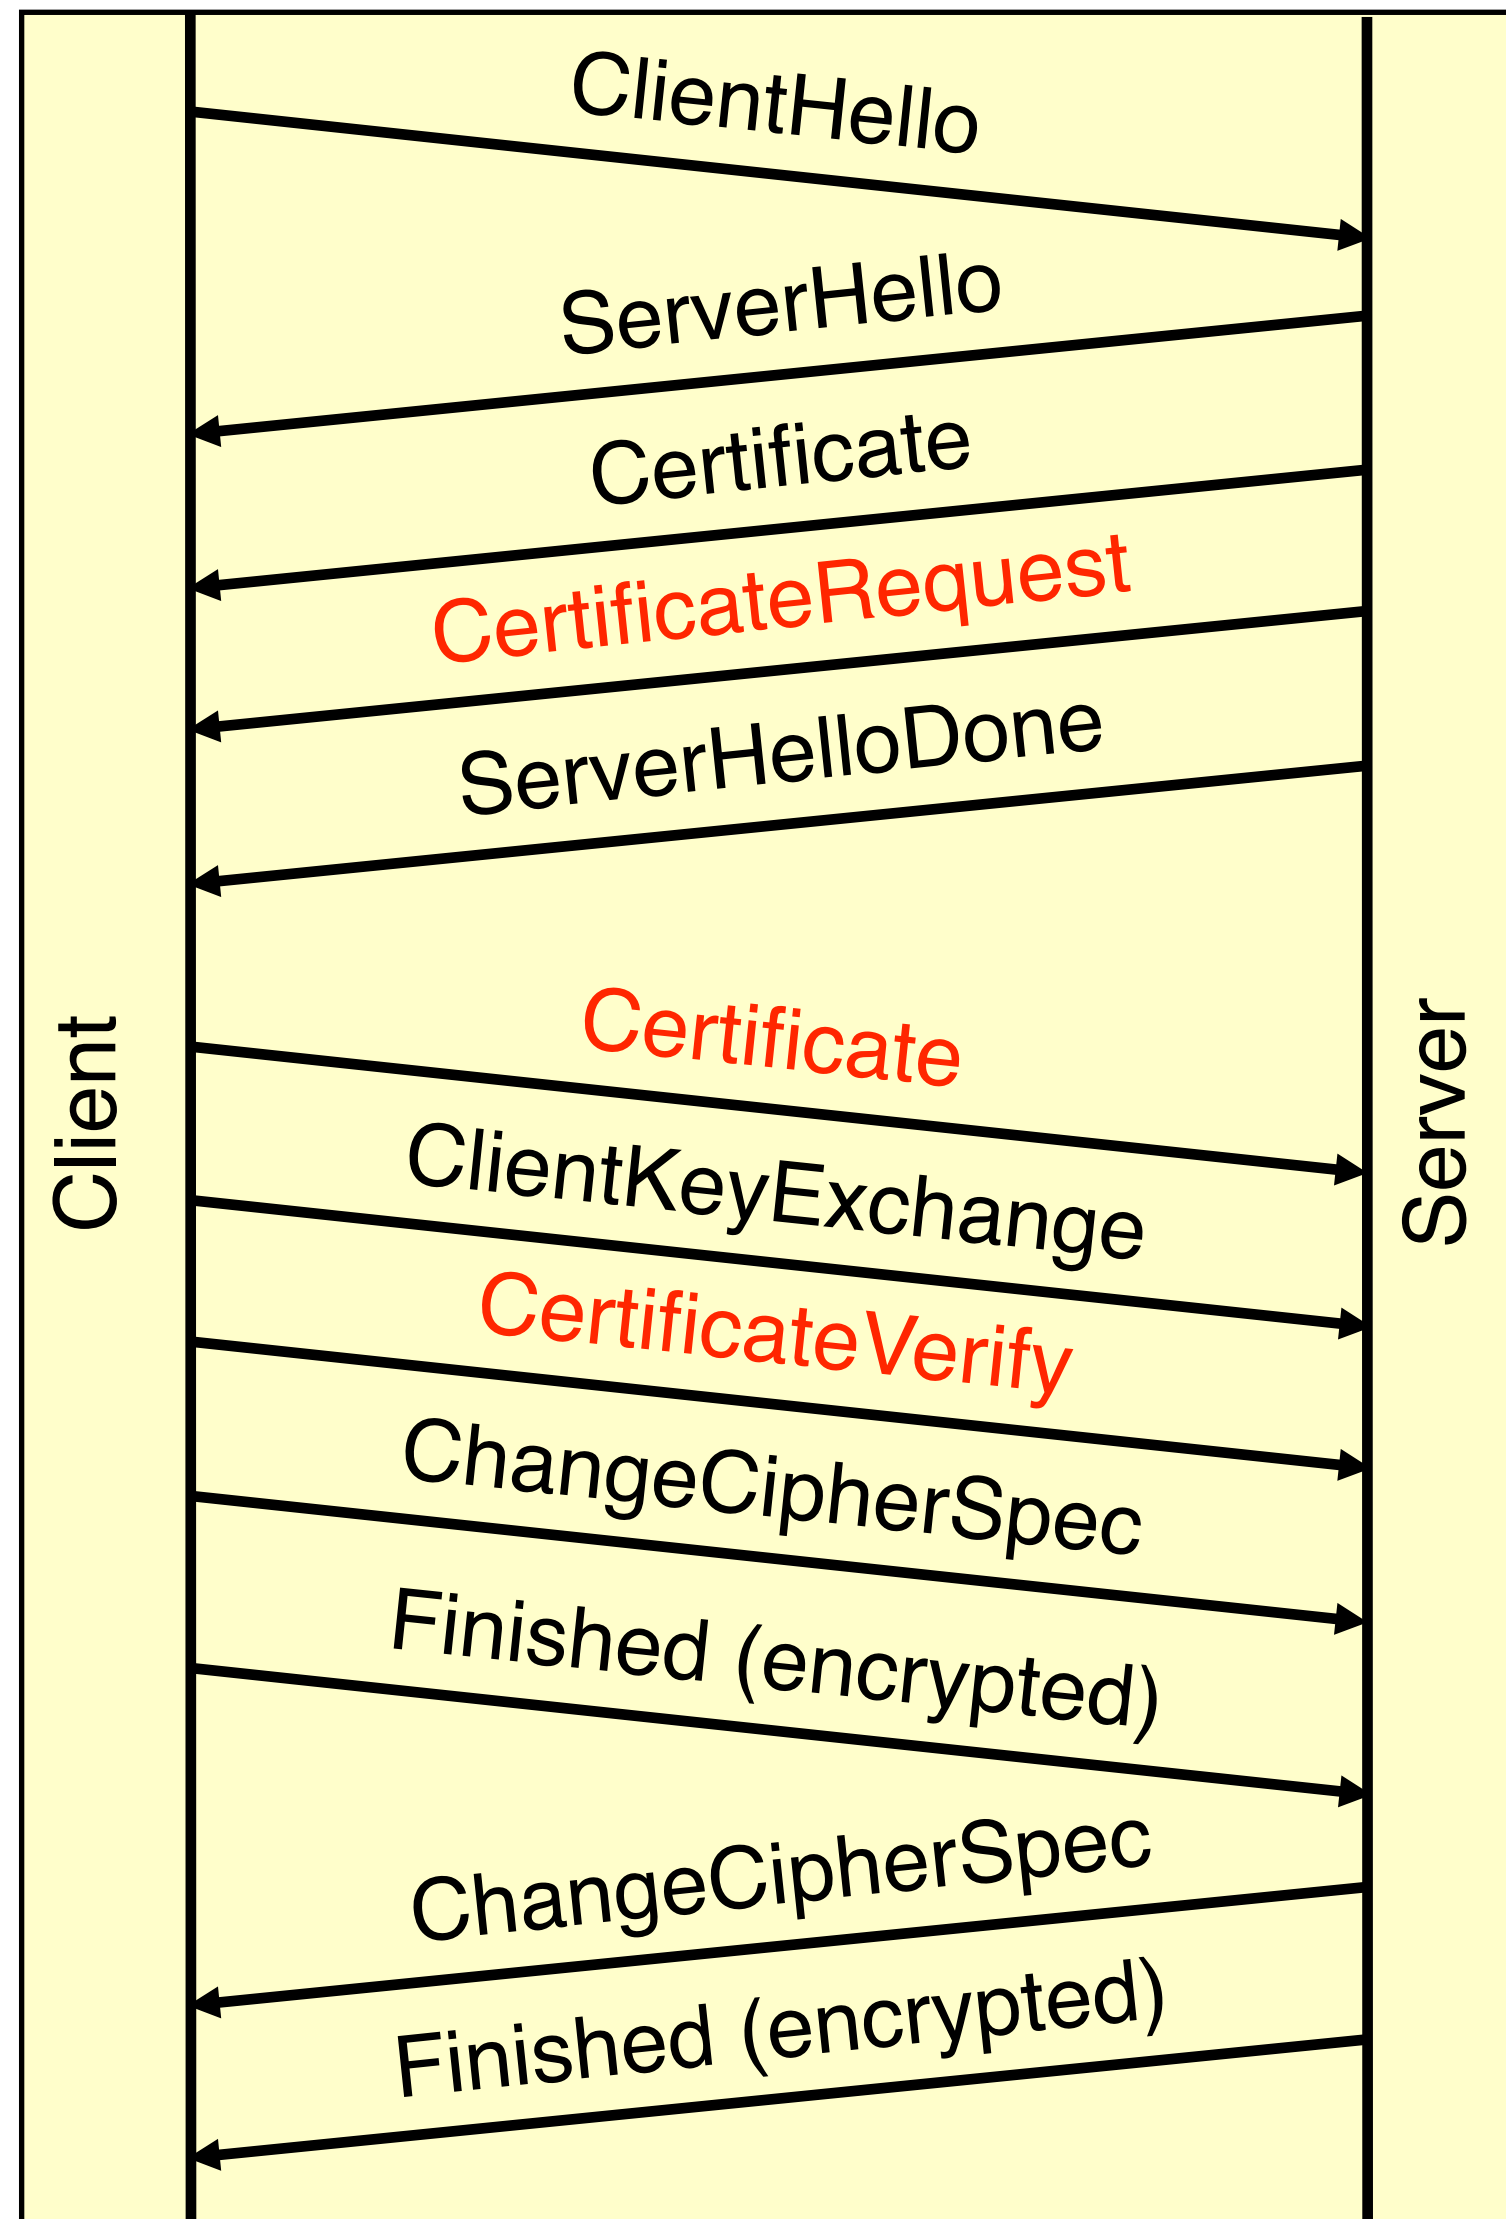 ClientHello
ServerHello
Certificate
CertificateRequest
ServerHelloDone
Client
Server
Certificate
ClientKeyExchange
CertificateVerify
ChangeCipherSpec
Finished (encrypted)
ChangeCipherSpec
Finished (encrypted)